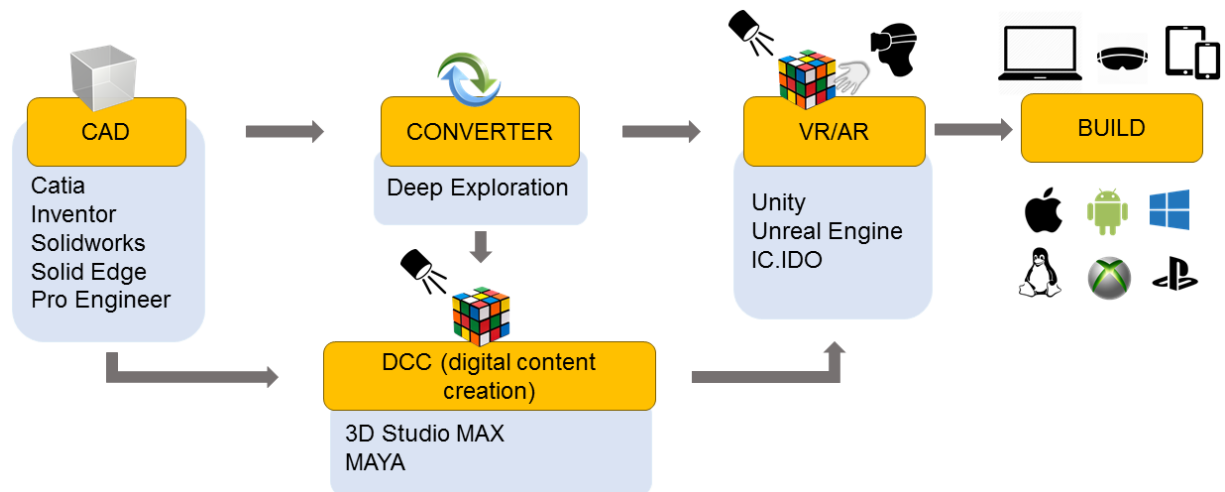 CAD
Catia
Inventor
Solidworks
Solid Edge
Pro Engineer
CONVERTER
Deep Exploration
DCC (digital content
creation)
3D Studio MAX
MAYA
VR/AR
Unity
Unreal Engine
IC.IDO
BUILD